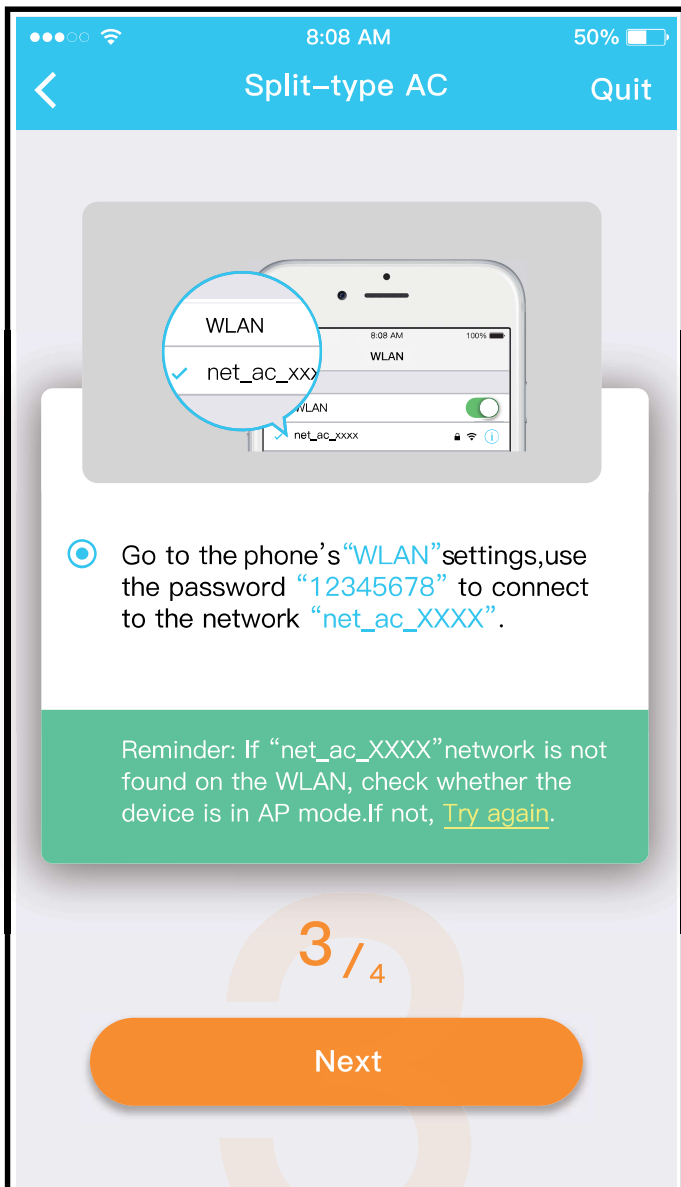 8:08 AM
50%
Split-type AC
Quit
WLAN
net_ac_xxx
8:08 AM
100%
WLAN
WLAN
net_ac_xxxx
Go to the phone’s“WLAN”settings,use
the password “12345678” to connect
to the network “net_ac_XXXX”.
Reminder: If “net_ac_XXXX”network is not
found on the WLAN, check whether the
device is in AP mode.If not, Try again.
3/4
Next
3